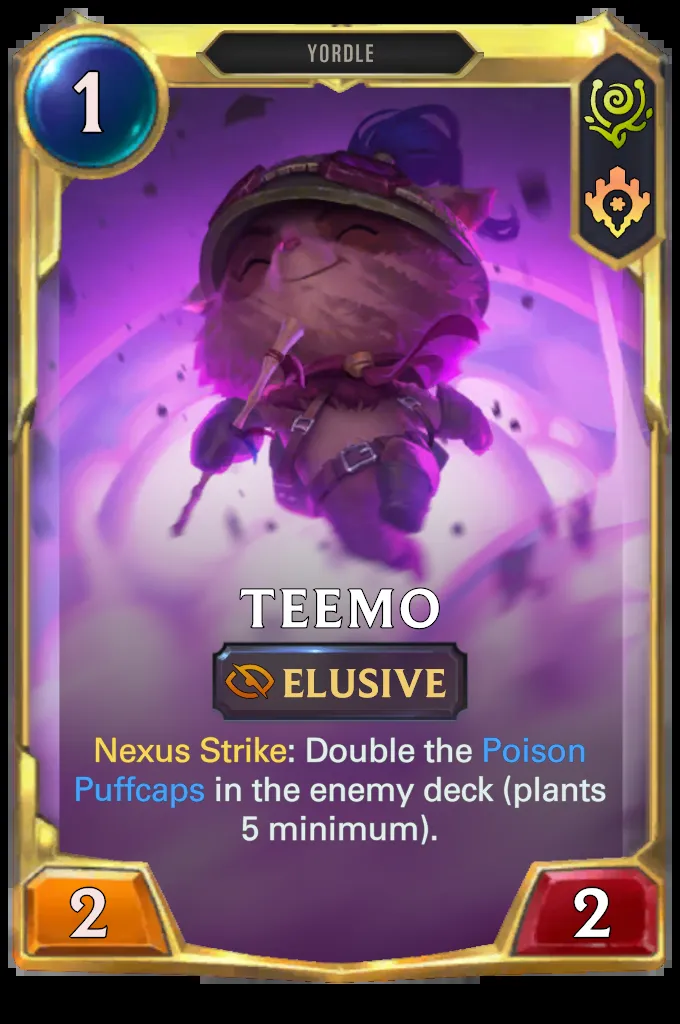 YORDLE
1
TEEMO
ELUSIVE
Nexus Strike: Double the Poison
Puffcaps in the enemy deck (plants
5 minimum).
2
2